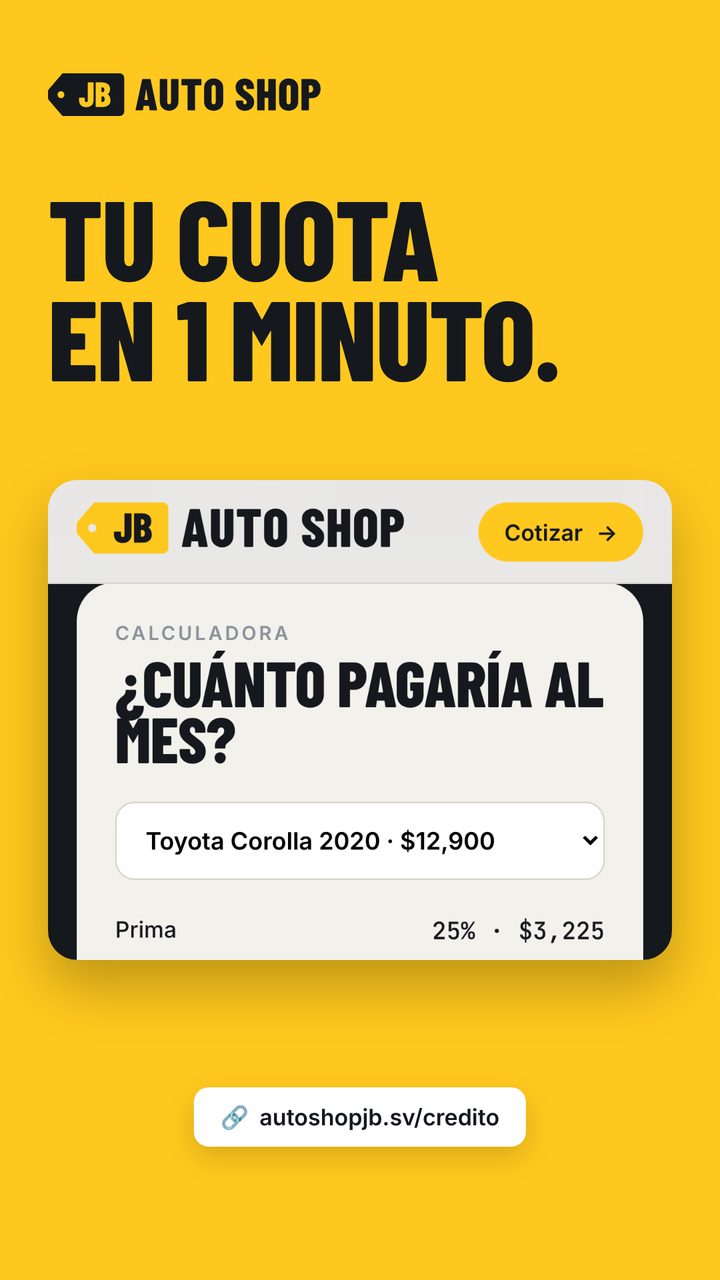 JB AUTO SHOP
TU CUOTA
EN 1 MINUTO.
JB AUTO SHOP
Cotizar →
CALCULADORA
¿CUÁNTO PAGARÍA AL
MES?
Toyota Corolla 2020 · $12,900
Prima 25% · $3,225
🔗 autoshopjb.sv/credito